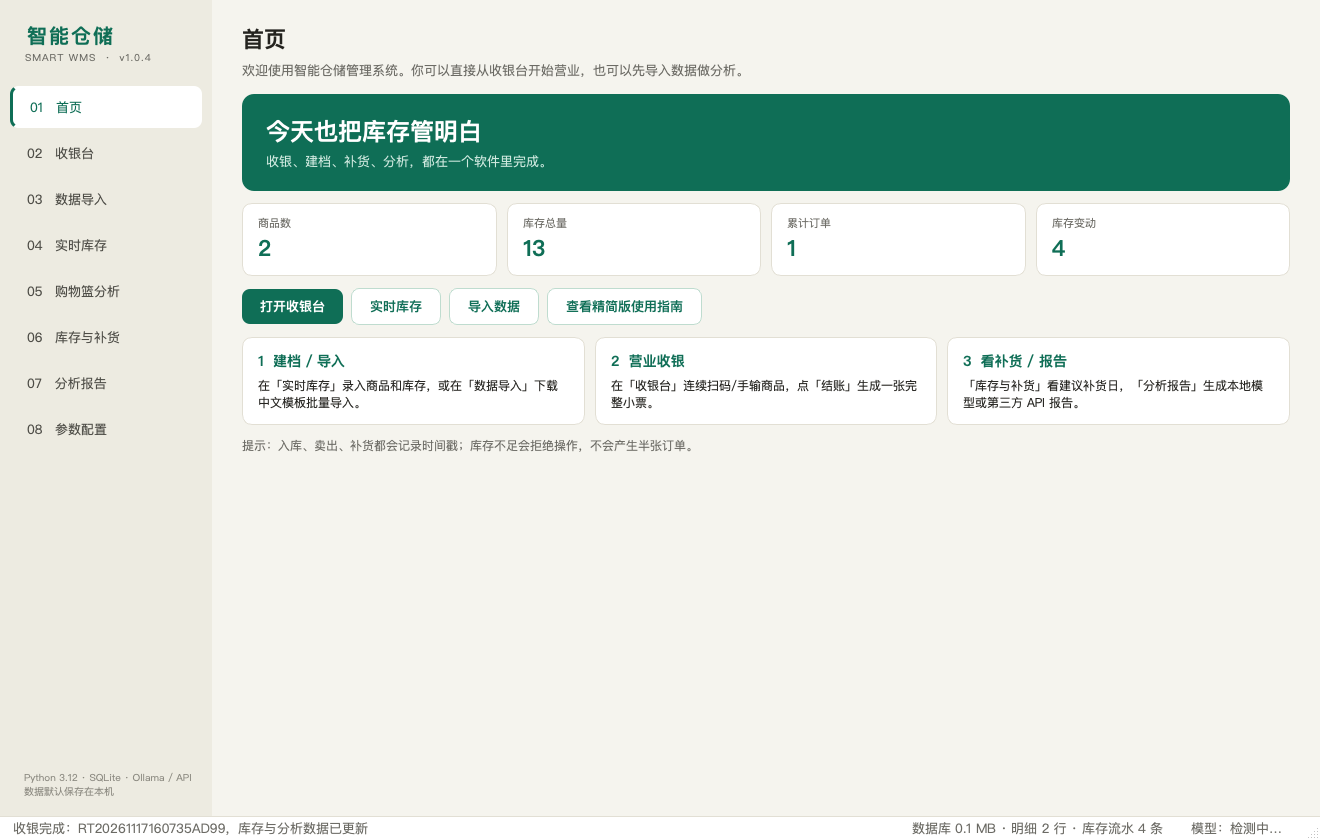 智能仓储
SMART WMS · v1.0.4
01 首页
02 收银台
03 数据导入
04 实时库存
05 购物篮分析
06 库存与补货
07 分析报告
08 参数配置
Python 3.12 · SQLite · Ollama / API
数据默认保存在本机
首页
欢迎使用智能仓储管理系统。你可以直接从收银台开始营业，也可以先导入数据做分析。
今天也把库存管明白
收银、建档、补货、分析，都在一个软件里完成。
商品数
2
库存总量
13
累计订单
1
库存变动
4
打开收银台
实时库存
导入数据
查看精简版使用指南
1 建档 / 导入
在「实时库存」录入商品和库存，或在「数据导入」下载
中文模板批量导入。
2 营业收银
在「收银台」连续扫码/手输商品，点「结账」生成一张完
整小票。
3 看补货 / 报告
「库存与补货」看建议补货日，「分析报告」生成本地模
型或第三方 API 报告。
提示：入库、卖出、补货都会记录时间戳；库存不足会拒绝操作，不会产生半张订单。
收银完成：RT20261117160735AD99，库存与分析数据已更新
数据库 0.1 MB · 明细 2 行 · 库存流水 4 条
模型：检测中...